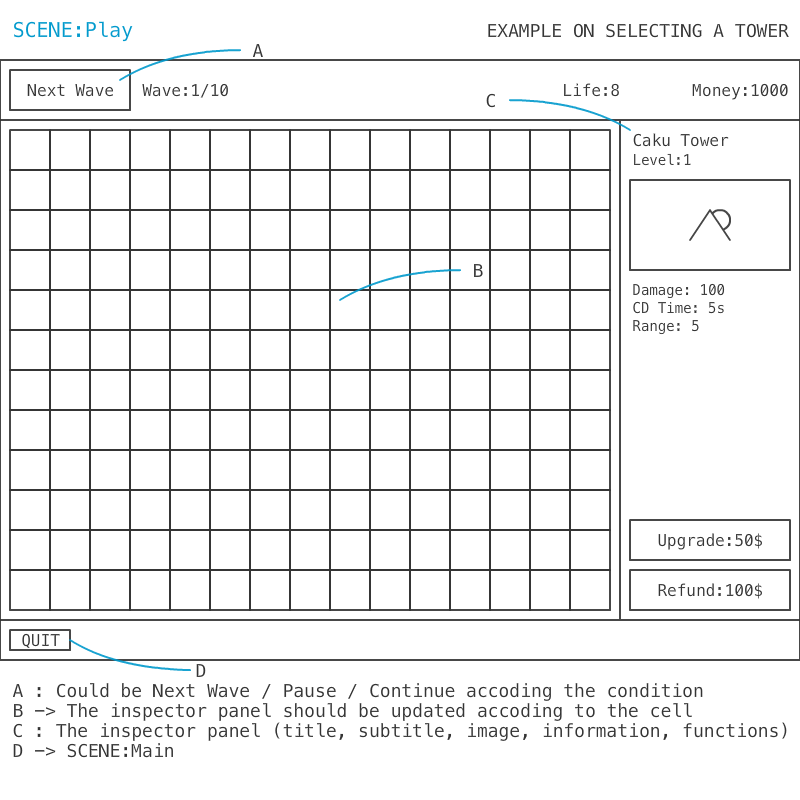 SCENE:Play
EXAMPLE ON SELECTING A TOWER
A
Next Wave
Wave:1/10
Life:8
Money:1000
C
Caku Tower
Level:1
B
Damage: 100
CD Time: 5s
Range: 5
Upgrade:50$
Refund:100$
QUIT
D
A : Could be Next Wave / Pause / Continue accoding the condition
B —> The inspector panel should be updated accoding to the cell
C : The inspector panel (title, subtitle, image, information, functions)
D —> SCENE:Main